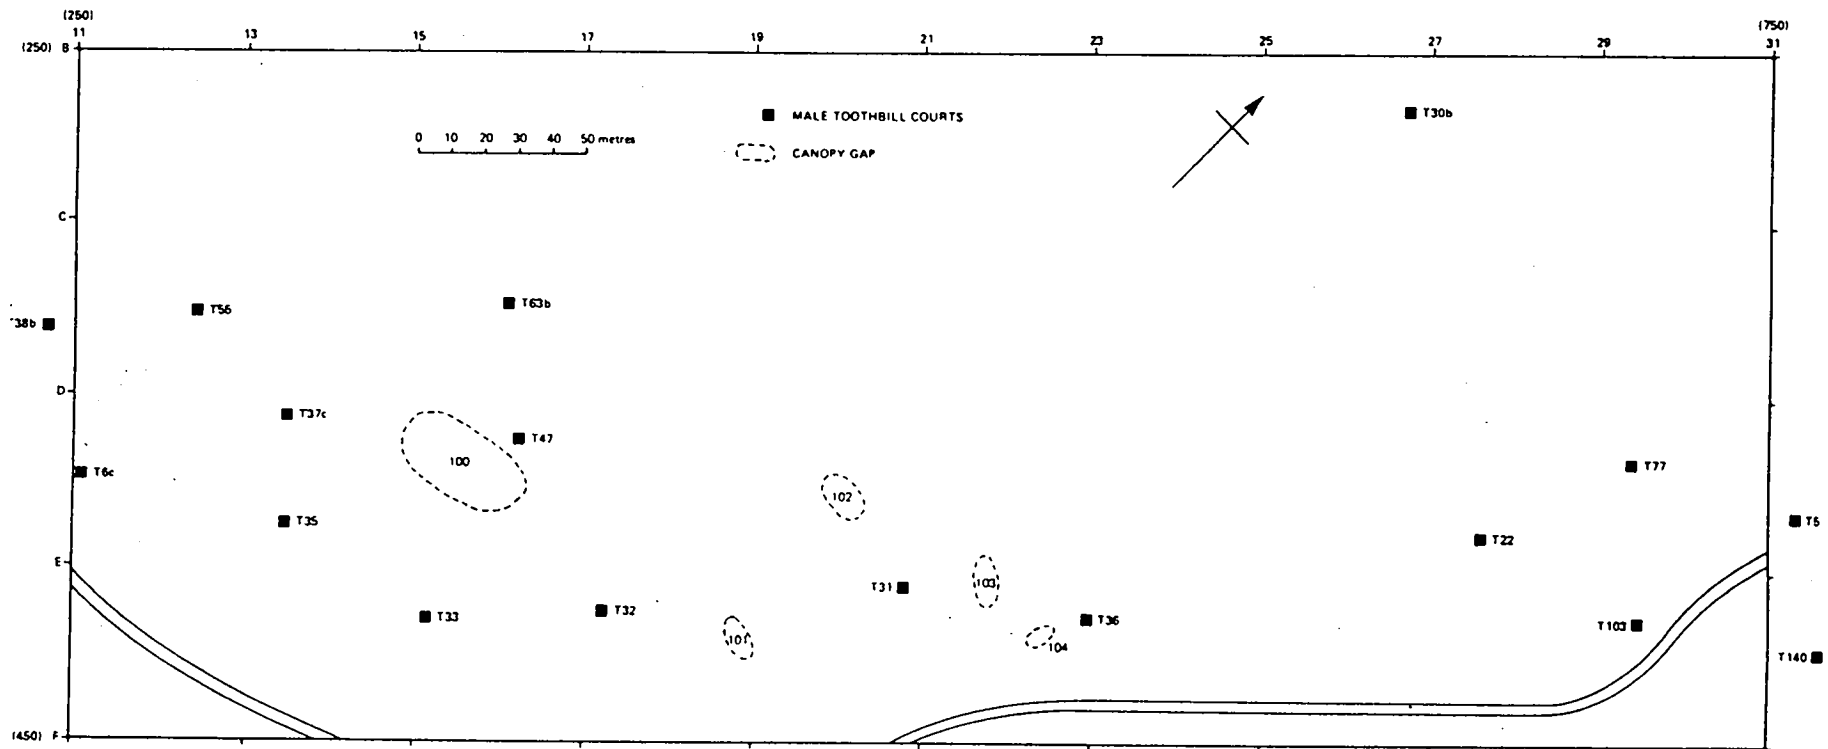 (250) (750)
11 13 15 17 19 21 23 25 27 29 31
(250) B
MALE TOOTHBILL COURTS
T30b
0 10 20 30 40 50 metres
CANOPY GAP
C
T63b
T56
T38b
D
T37c
T47
100
T6c
T77
102
T35
T5
T22
E
103
T31
T32
T33
T36
T103
101
104
T140
(450) F